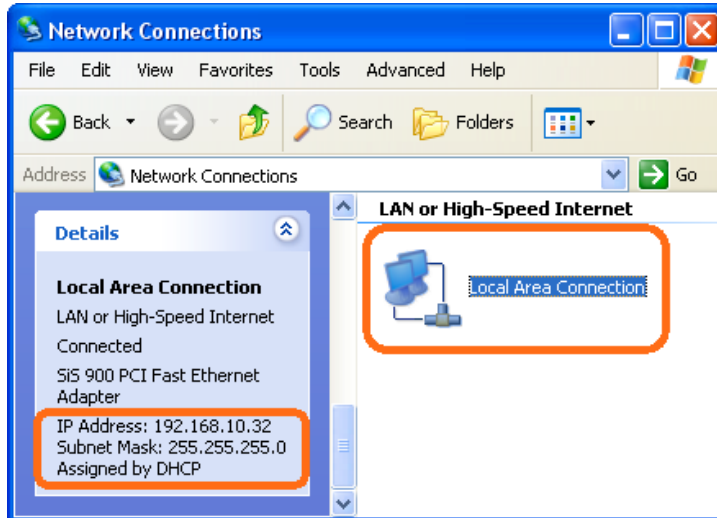 Network Connections
File Edit View Favorites Tools Advanced Help
Back Search Folders
Address Network Connections Go
Details
Local Area Connection
LAN or High-Speed Internet
Connected
SiS 900 PCI Fast Ethernet
Adapter
IP Address: 192.168.10.32
Subnet Mask: 255.255.255.0
Assigned by DHCP
LAN or High-Speed Internet
Local Area Connection